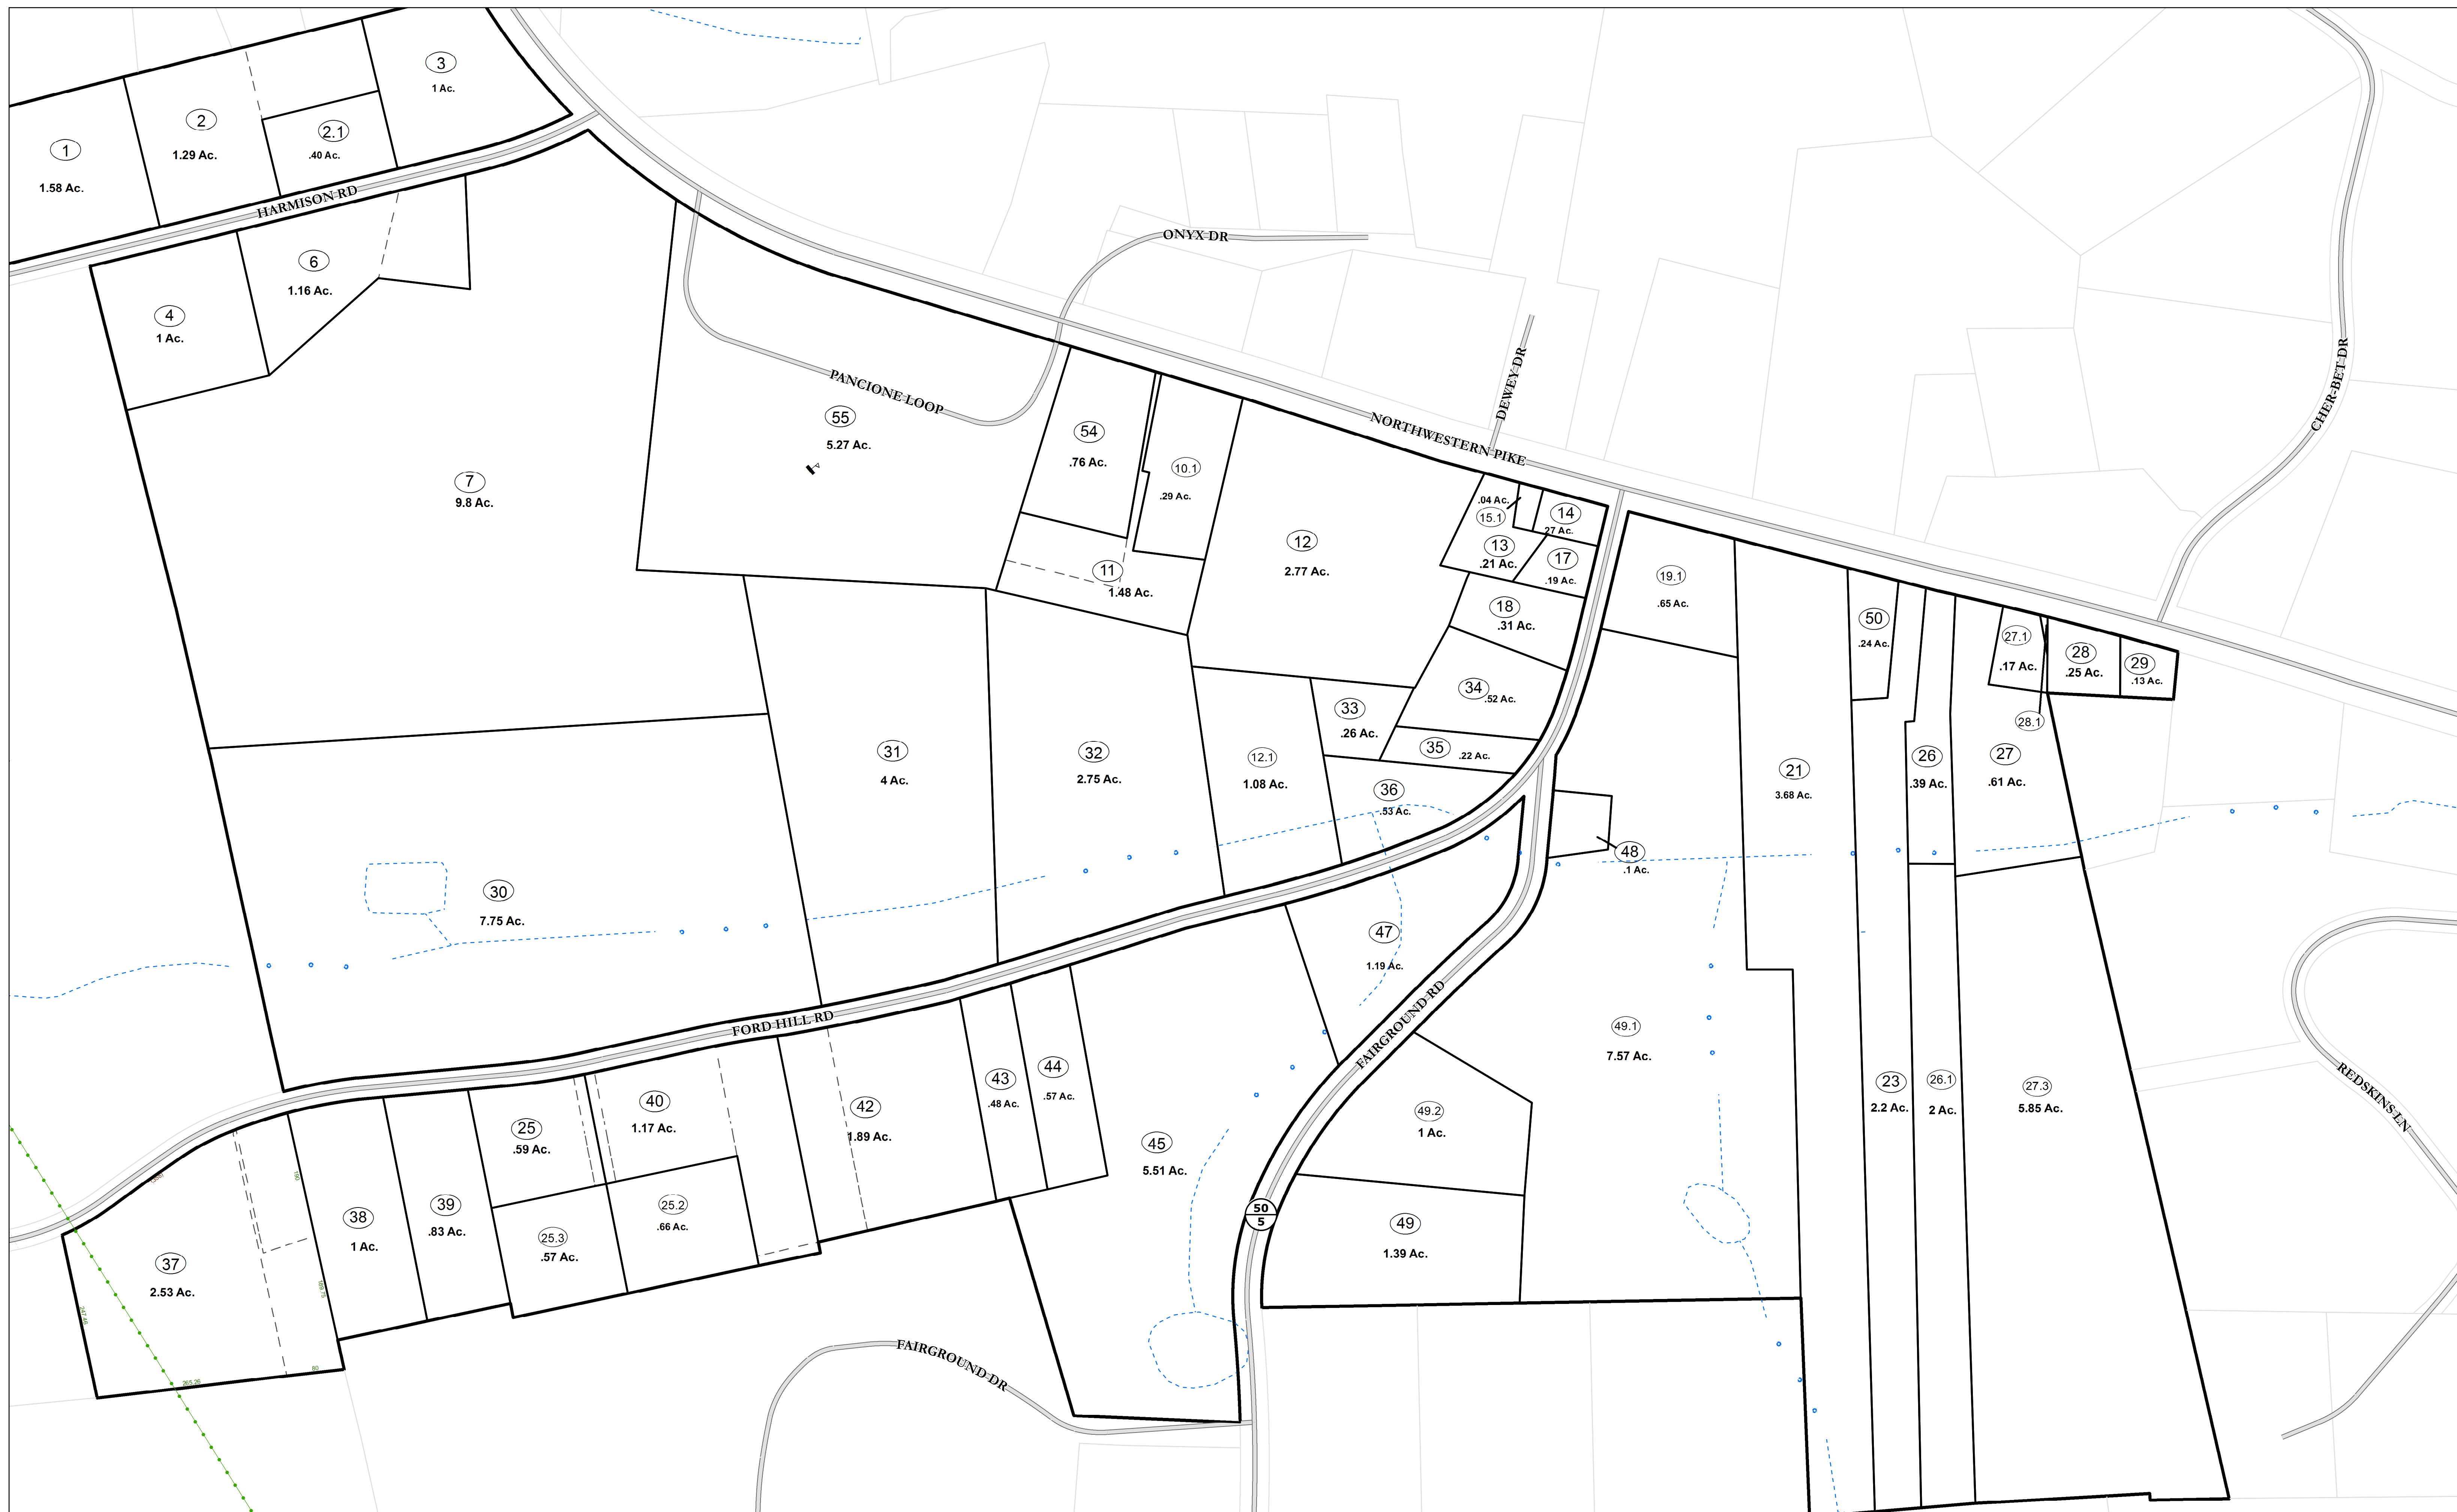 3
1 Ac.
2
1.29 Ac.
2.1
.40 Ac.
1
1.58 Ac.
HARMISON RD
ONYX DR
6
1.16 Ac.
4
1 Ac.
PANCIONE LOOP
DEWEY DR
CHER-BET DR
NORTHWESTERN PIKE
55
5.27 Ac.
54
.76 Ac.
10.1
.29 Ac.
7
9.8 Ac.
12
2.77 Ac.
.04 Ac.
15.1
14
.27 Ac.
13
.21 Ac.
17
.19 Ac.
11
1.48 Ac.
18
.31 Ac.
19.1
.65 Ac.
50
.24 Ac.
27.1
.17 Ac.
28
.25 Ac.
29
.13 Ac.
28.1
34
.52 Ac.
33
.26 Ac.
35
.22 Ac.
31
4 Ac.
32
2.75 Ac.
12.1
1.08 Ac.
36
.53 Ac.
21
3.68 Ac.
26
.39 Ac.
27
.61 Ac.
48
.1 Ac.
30
7.75 Ac.
47
1.19 Ac.
FORD HILL RD
FAIRGROUND RD
49.1
7.57 Ac.
43
.48 Ac.
44
.57 Ac.
23
2.2 Ac.
26.1
2 Ac.
27.3
5.85 Ac.
REDSKINS LN
40
1.17 Ac.
42
1.89 Ac.
25
.59 Ac.
45
5.51 Ac.
49.2
1 Ac.
190
38
1 Ac.
39
.83 Ac.
25.2
.66 Ac.
25.3
.57 Ac.
50
5
49
1.39 Ac.
37
2.53 Ac.
189.75
247.46
265.26
80
FAIRGROUND DR